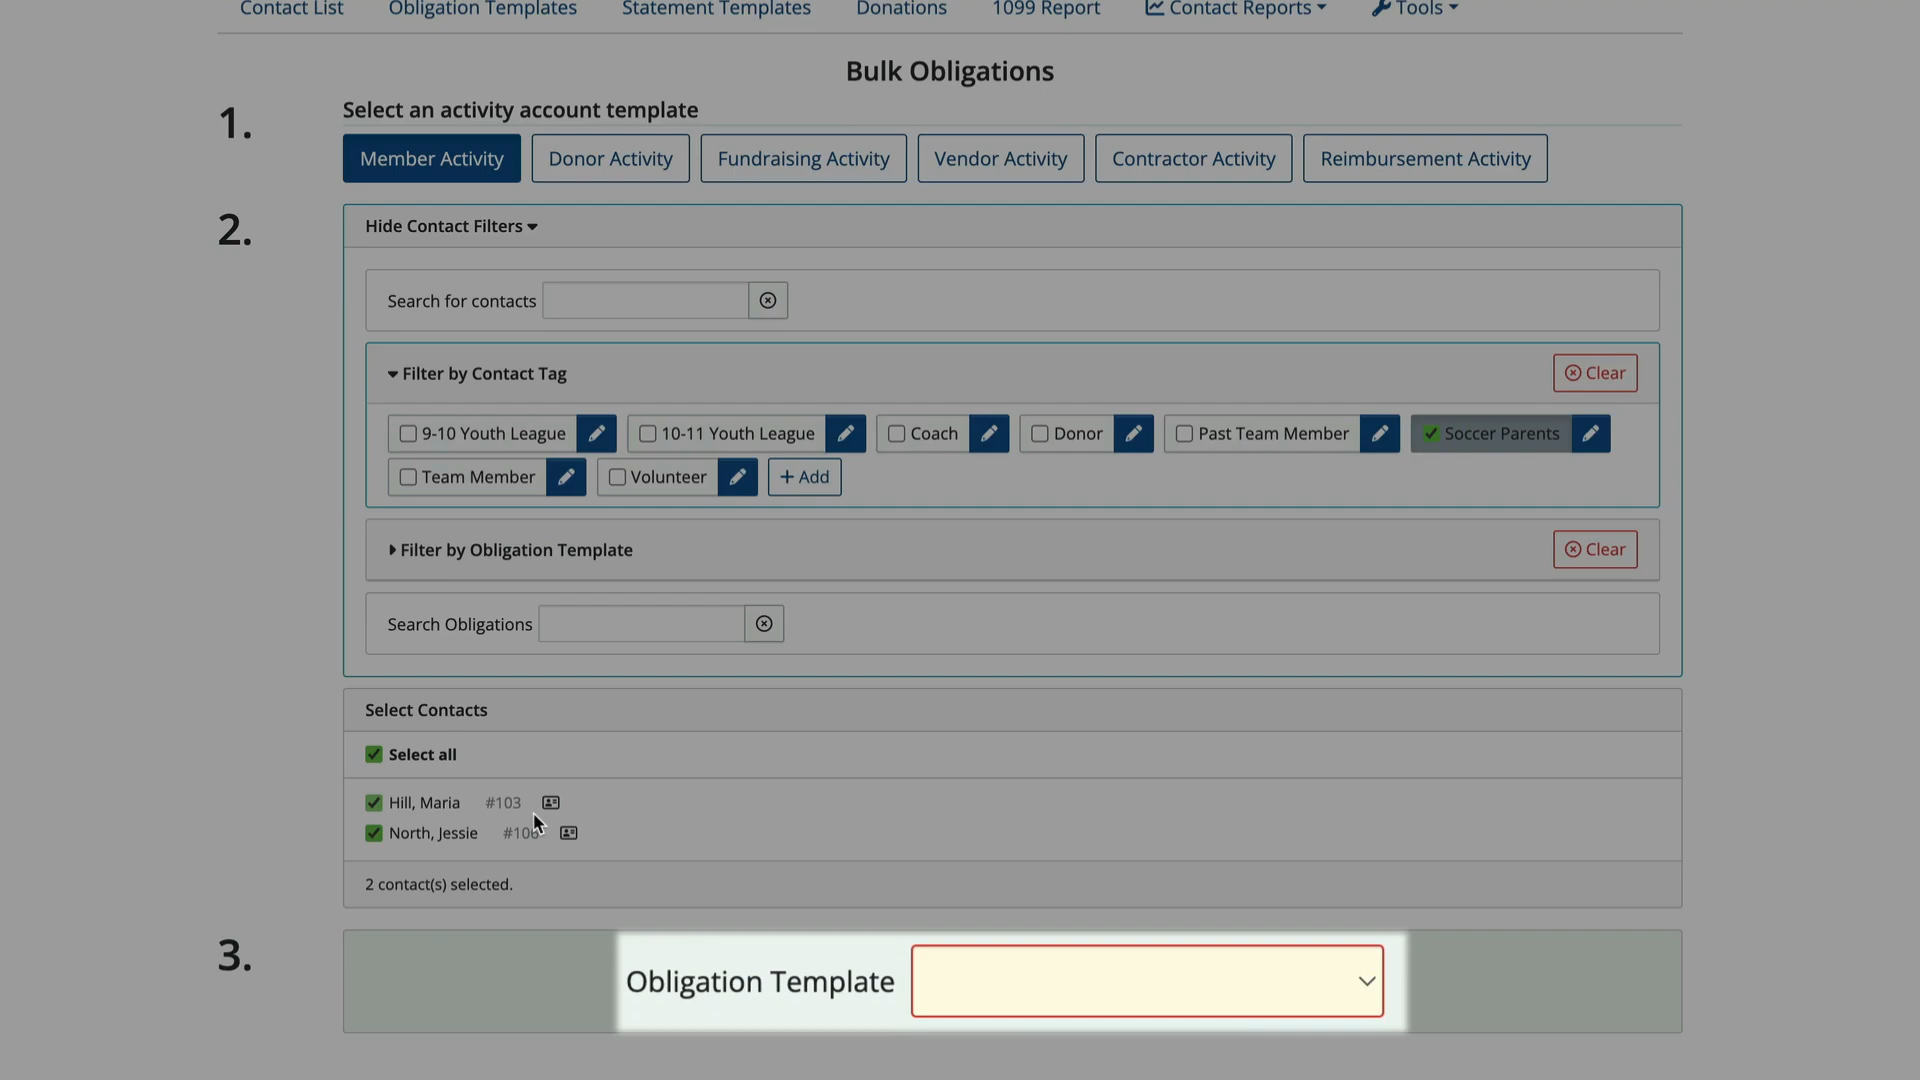 Contact List Obligation Templates Statement Templates Donations 1099 Report Contact Reports Tools
Bulk Obligations
1.
Select an activity account template
Member Activity Donor Activity Fundraising Activity Vendor Activity Contractor Activity Reimbursement Activity
2.
Hide Contact Filters
Search for contacts
Filter by Contact Tag Clear
9-10 Youth League 10-11 Youth League Coach Donor Past Team Member Soccer Parents
Team Member Volunteer + Add
Filter by Obligation Template Clear
Search Obligations
Select Contacts
Select all
Hill, Maria #103
North, Jessie
2 contact(s) selected.
3.
Obligation Template